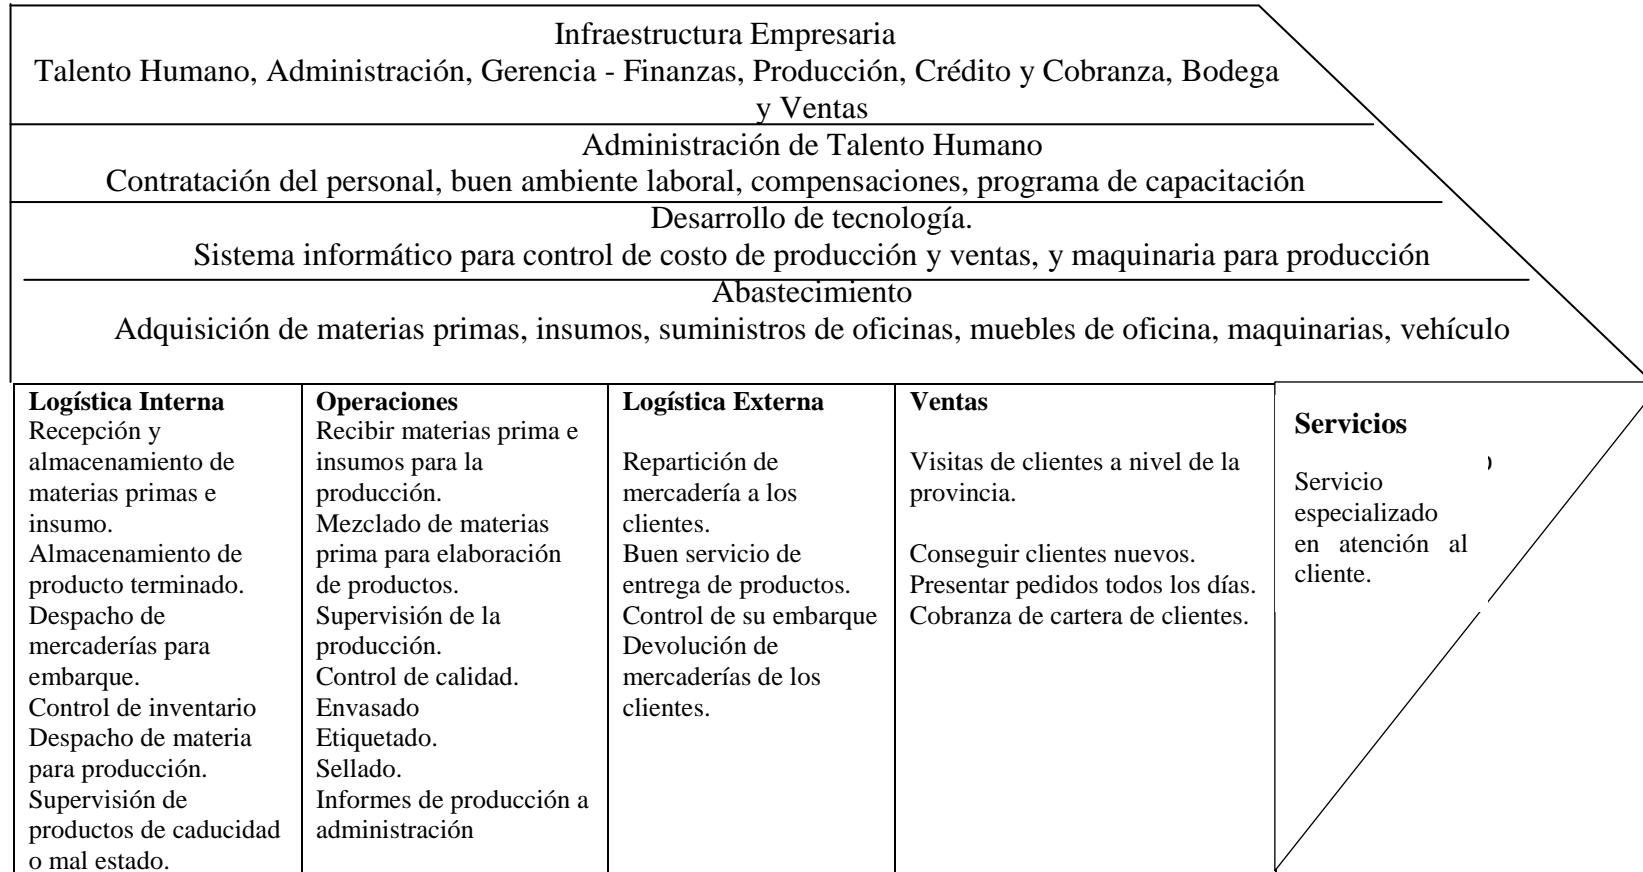 Infraestructura Empresaria
Talento Humano, Administración, Gerencia - Finanzas, Producción, Crédito y Cobranza, Bodega
y Ventas
Administración de Talento Humano
Contratación del personal, buen ambiente laboral, compensaciones, programa de capacitación
Desarrollo de tecnología.
Sistema informático para control de costo de producción y ventas, y maquinaria para producción
Abastecimiento
Adquisición de materias primas, insumos, suministros de oficinas, muebles de oficina, maquinarias, vehículo
Logística Interna
Recepción y
almacenamiento de
materias primas e
insumo.
Almacenamiento de
producto terminado.
Despacho de
mercaderías para
embarque.
Control de inventario
Despacho de materia
para producción.
Supervisión de
productos de caducidad
o mal estado.
Operaciones
Recibir materias prima e
insumos para la
producción.
Mezclado de materias
prima para elaboración
de productos.
Supervisión de la
producción.
Control de calidad.
Envasado
Etiquetado.
Sellado.
Informes de producción a
administración
Logística Externa
Repartición de
mercadería a los
clientes.
Buen servicio de
entrega de productos.
Control de su embarque
Devolución de
mercaderías de los
clientes.
Ventas
Visitas de clientes a nivel de la
provincia.
Conseguir clientes nuevos.
Presentar pedidos todos los días.
Cobranza de cartera de clientes.
Servicios
Servicio
especializado
en atención al
cliente.